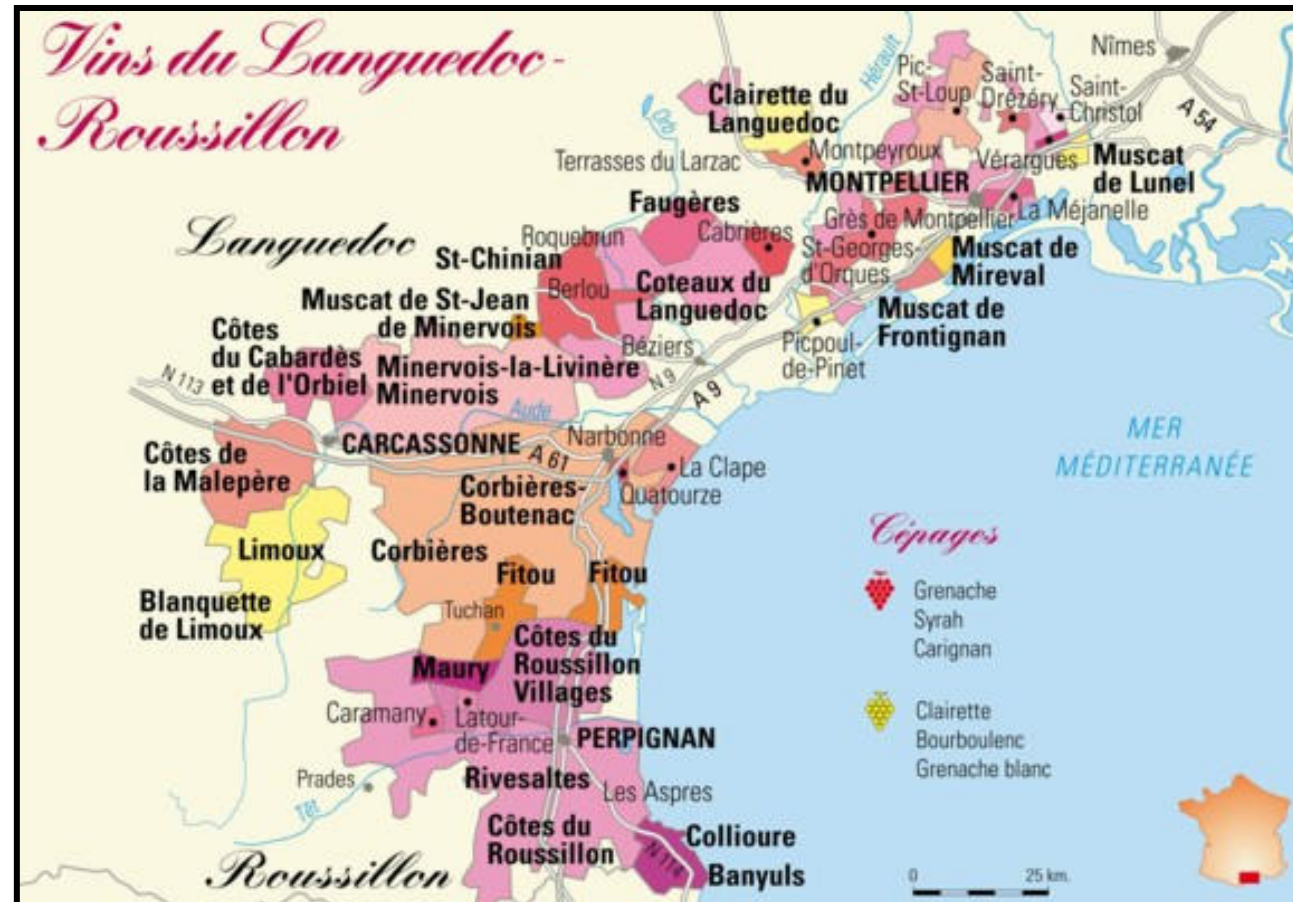 Vins du Languedoc-
Roussillon
Nîmes
Hérault
Pic-
St-Loup
Saint-
Drézéry
Saint-
Christol
A 54
Clairette du
Languedoc
Orb
Terrasses du Larzac
Montpeyroux
Vérargues
Muscat
de Lunel
MONTPELLIER
La Méjanelle
Faugères
Grès de Montpellier
Languedoc
Roquebrun
Cabrières
St-Georges-
d'Orques
Muscat de
Mireval
St-Chinian
Berlou
Coteaux du
Languedoc
Muscat de St-Jean
de Minervois
Muscat de
Frontignan
Côtes
du Cabardès
et de l'Orbiel
Béziers
Picpoul-
de-Pinet
Minervois-la-Livinère
Minervois
N 113
N 9
A 9
Aude
CARCASSONNE
A 61
Narbonne
MER
MÉDITERRANÉE
Côtes de
la Malepère
La Clape
Quatourze
Corbières-
Boutenac
Cépages
Limoux
Corbières
Fitou
Fitou
Grenache
Syrah
Carignan
Blanquette
de Limoux
Tuchan
Côtes du
Roussillon
Villages
Maury
Caramany
Latour-
de-France
PERPIGNAN
Clairette
Bourboulenc
Grenache blanc
Prades
Rivesaltes
Les Aspres
Têt
Côtes du
Roussillon
Collioure
N 114
Banyuls
Roussillon
0 25 km.